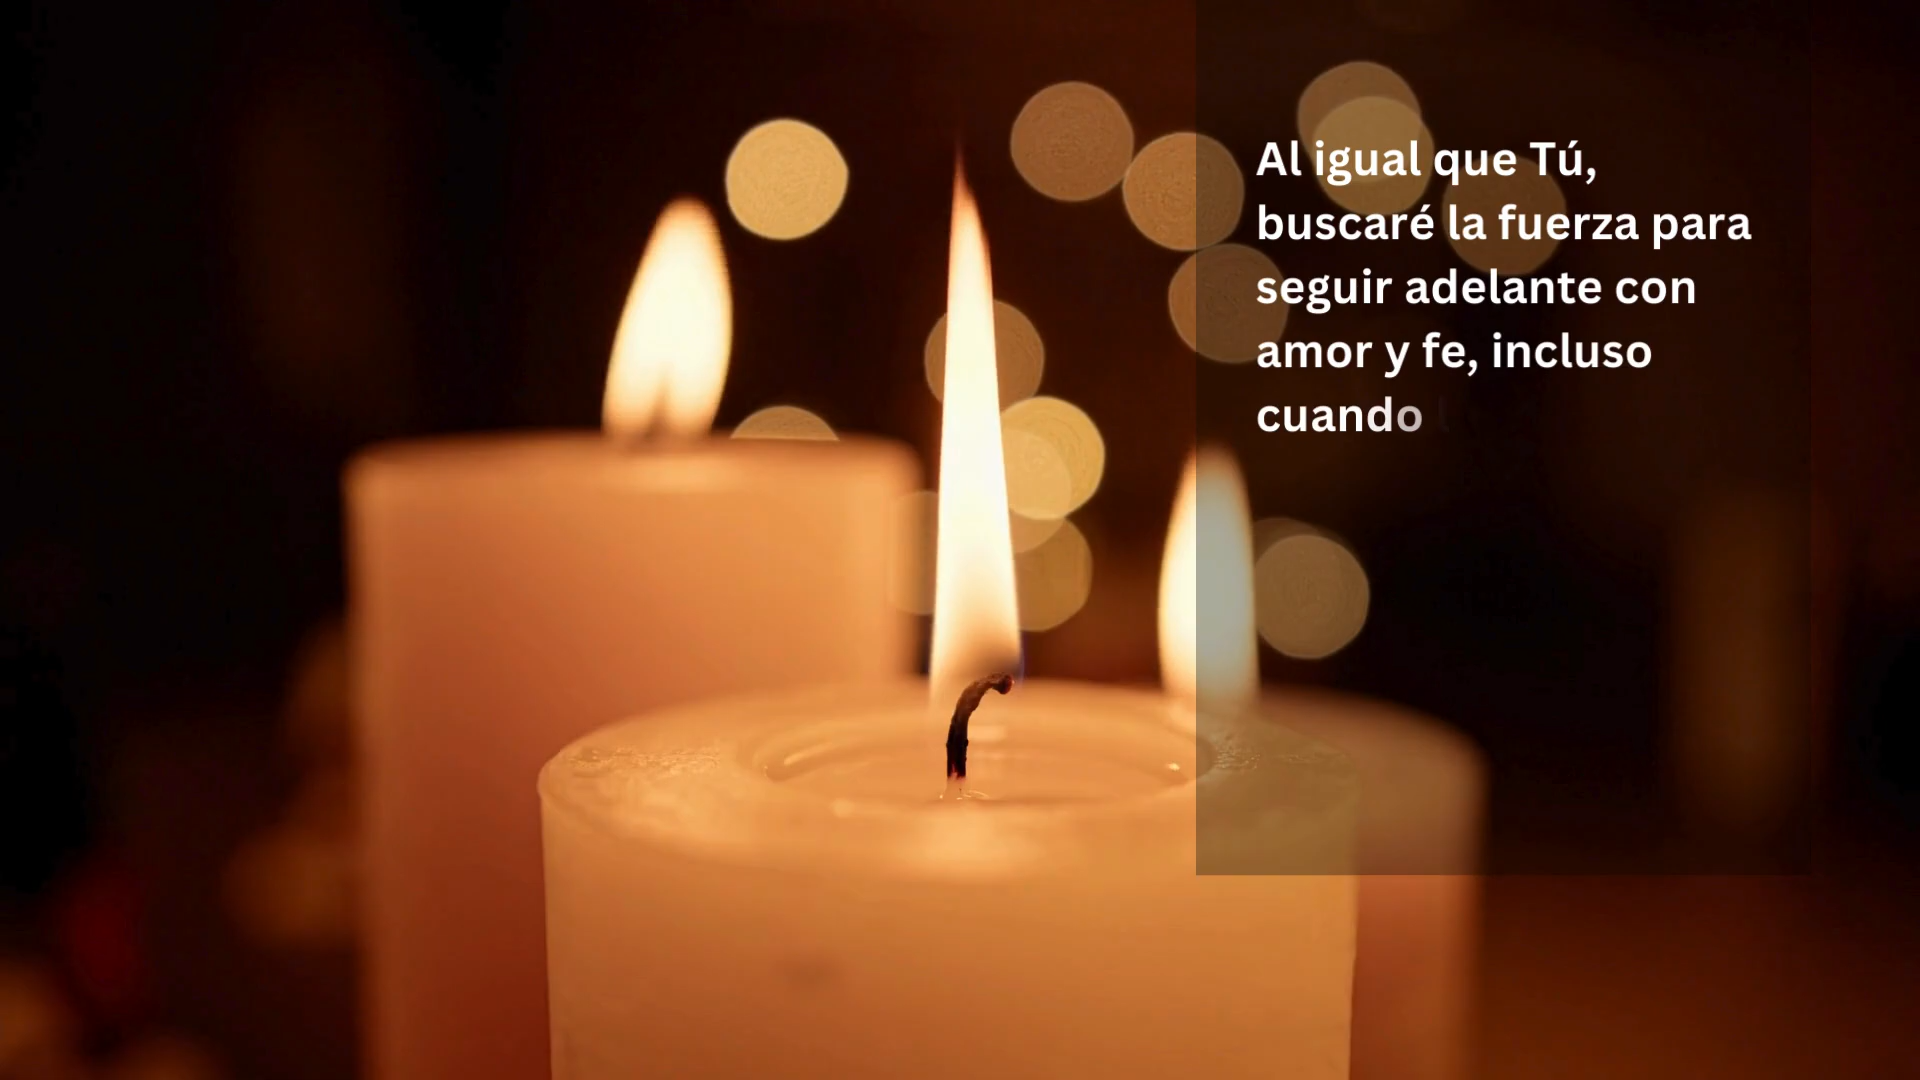 Al igual que Tú,
buscaré la fuerza para
seguir adelante con
amor y fe, incluso
cuando